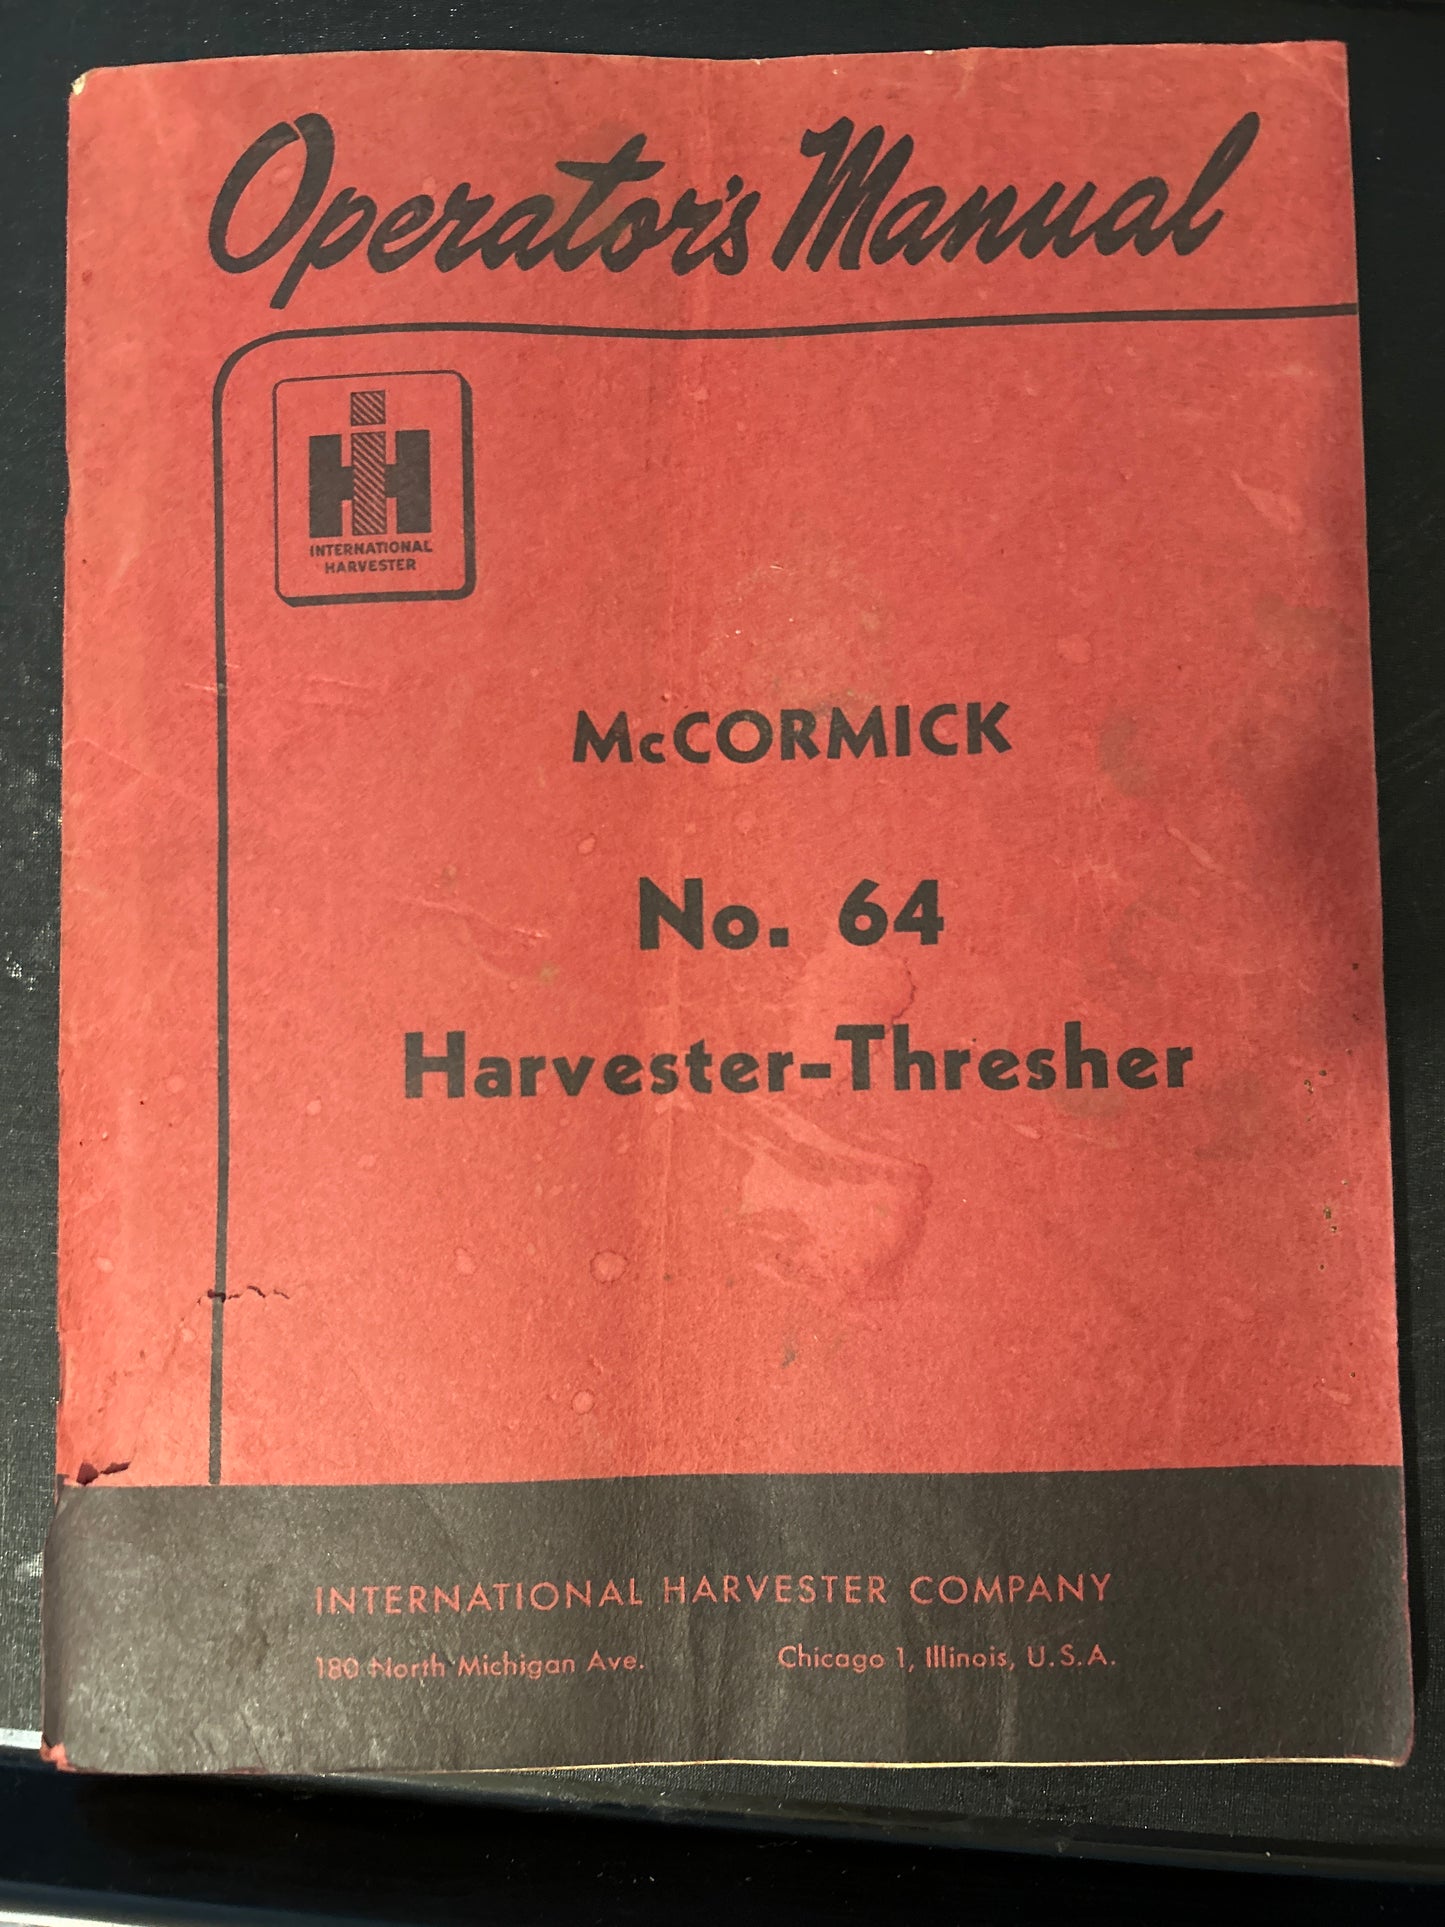 Operator's Manual
IH
INTERNATIONAL
HARVESTER
McCORMICK
No. 64
Harvester-Thresher
INTERNATIONAL HARVESTER COMPANY
180 North Michigan Ave. Chicago 1, Illinois, U.S.A.